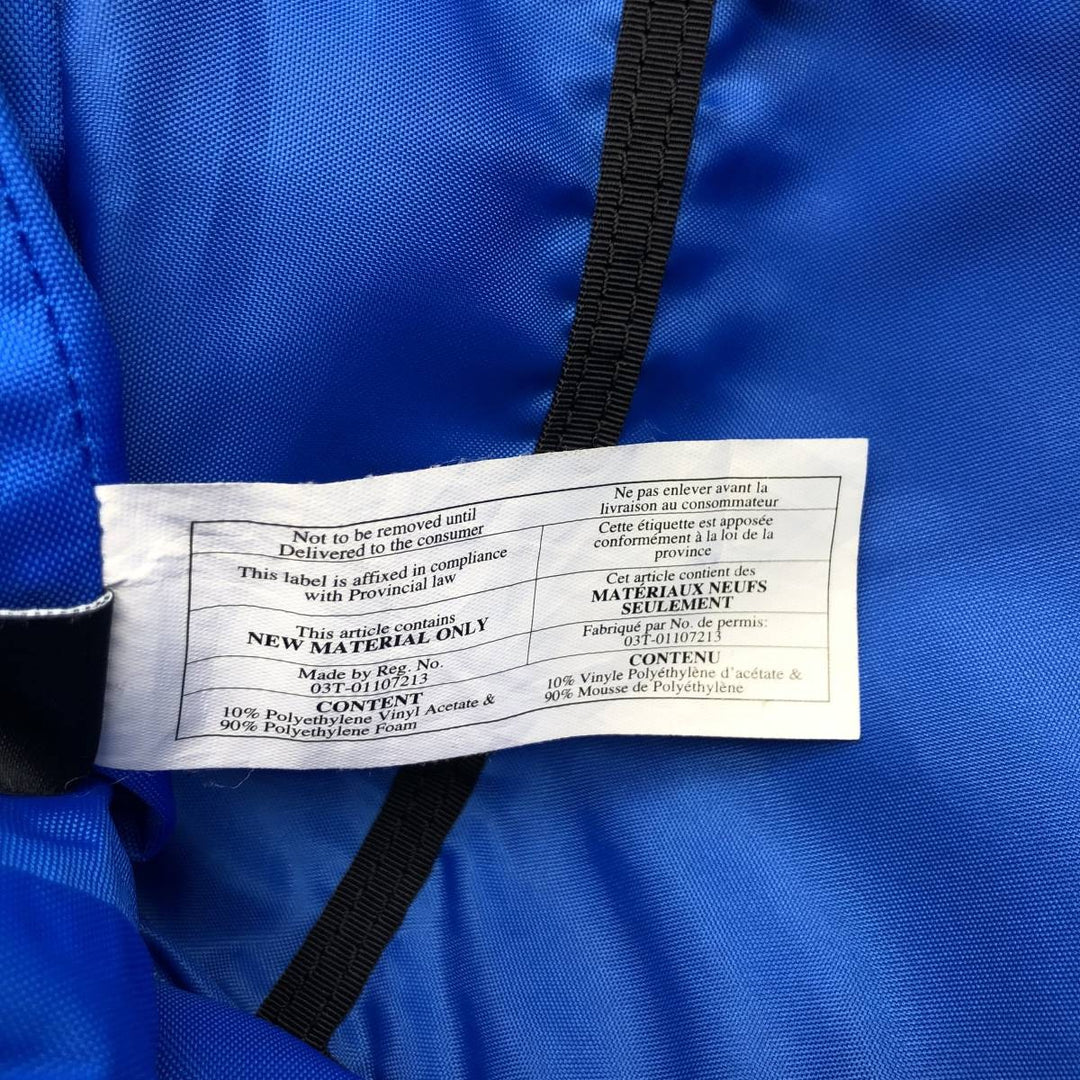 Not to be removed until
Delivered to the consumer
This label is affixed in compliance
with Provincial law
This article contains
NEW MATERIAL ONLY
Made by Reg. No.
03T-01107213
CONTENT
10% Polyethylene Vinyl Acetate &
90% Polyethylene Foam
Ne pas enlever avant la
livraison au consommateur
Cette étiquette est apposée
conformément à la loi de la
province
Cet article contient des
MATÉRIAUX NEUFS
SEULEMENT
Fabriqué par No. de permis:
03T-01107213
CONTENU
10% Vinyle Polyéthylène d'acétate &
90% Mousse de Polyéthylène